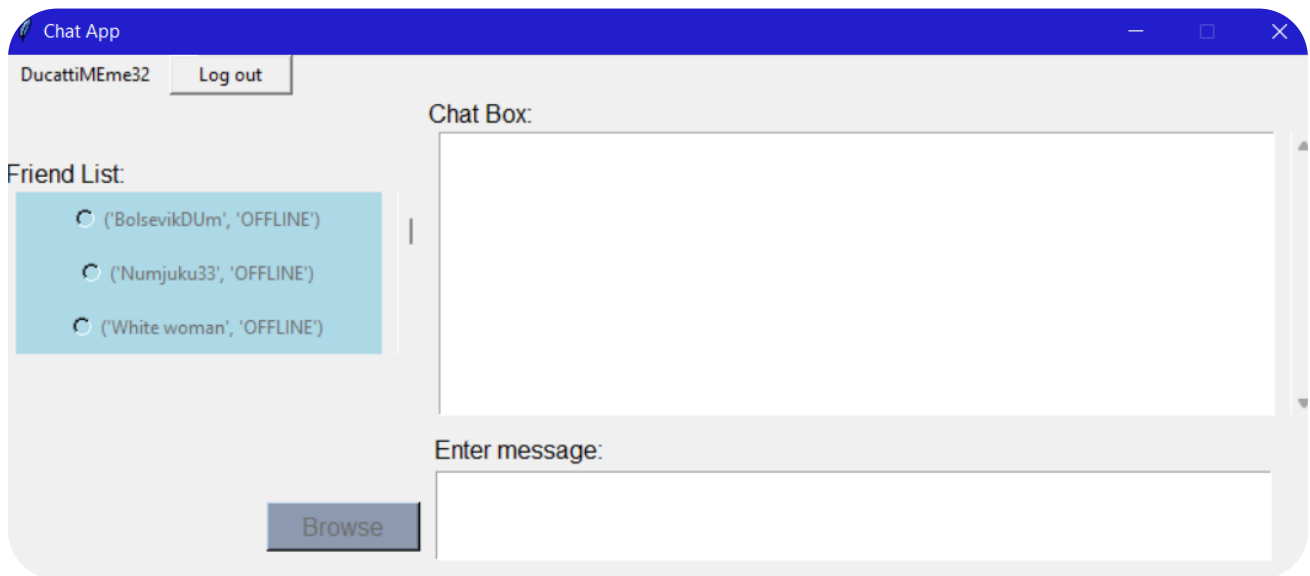 Chat App
DucattiMEme32 Log out
Chat Box:
Friend List:
('BolsevikDUm', 'OFFLINE')
('Numjuku33', 'OFFLINE')
('White woman', 'OFFLINE')
Enter message:
Browse